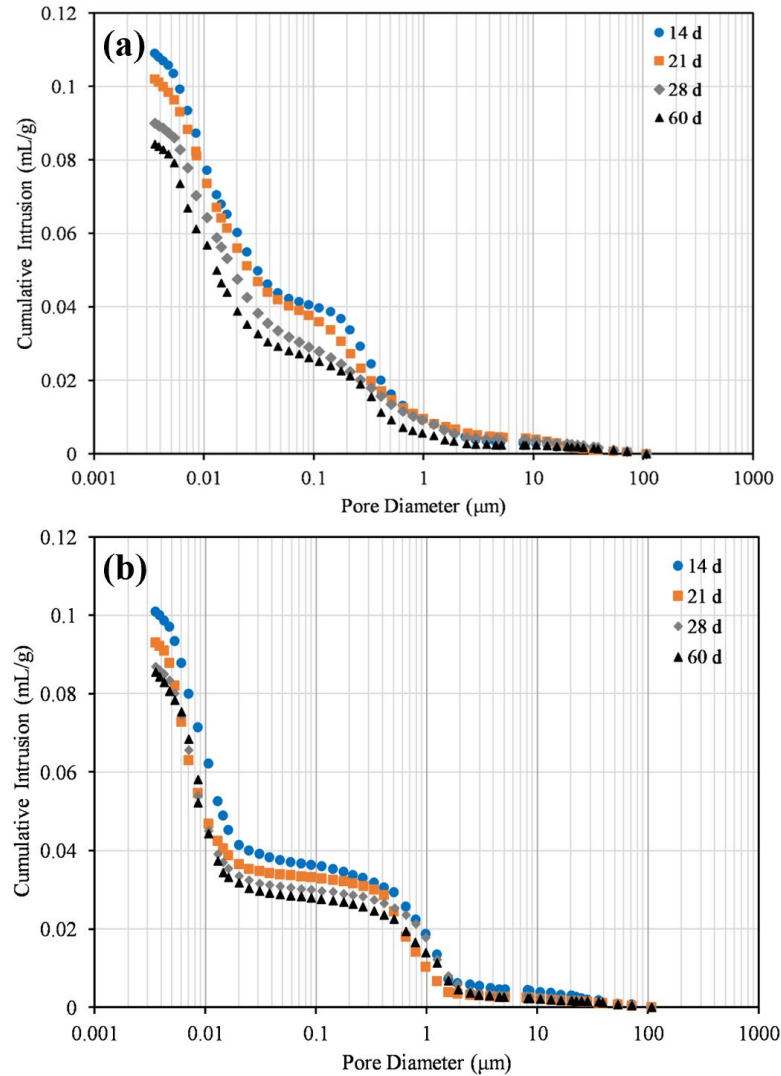 (a)
14 d
21 d
28 d
60 d
0.12
0.1
0.08
0.06
0.04
0.02
0
Cumulative Intrusion (mL/g)
0.001
0.01
0.1
1
10
100
1000
Pore Diameter (μm)
(b)
14 d
21 d
28 d
60 d
0.12
0.1
0.08
0.06
0.04
0.02
0
Cumulative Intrusion (mL/g)
0.001
0.01
0.1
1
10
100
1000
Pore Diameter (μm)